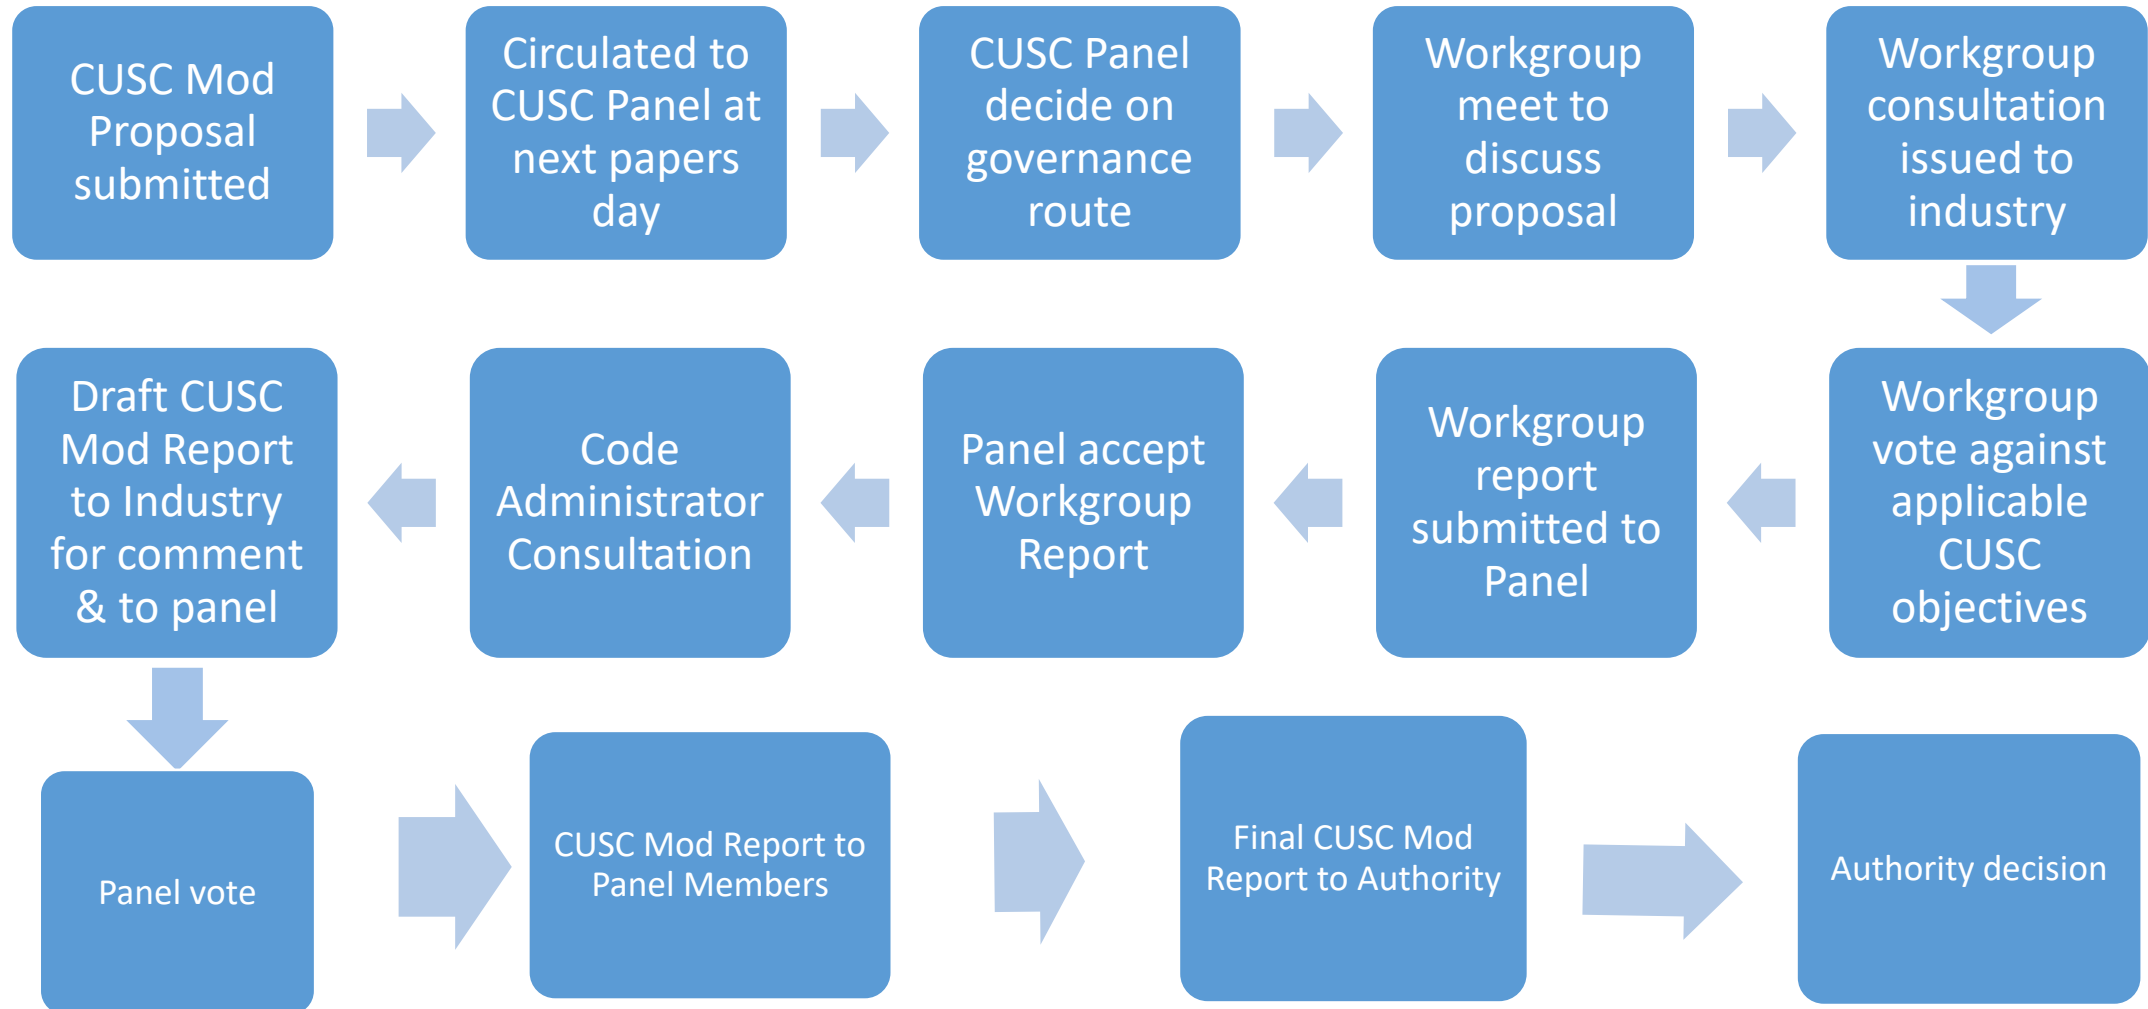 CUSC Mod
Proposal
submitted
Circulated to
CUSC Panel at
next papers
day
CUSC Panel
decide on
governance
route
Workgroup
meet to
discuss
proposal
Workgroup
consultation
issued to
industry
Workgroup
vote against
applicable
CUSC
objectives
Workgroup
report
submitted to
Panel
Panel accept
Workgroup
Report
Code
Administrator
Consultation
Draft CUSC
Mod Report
to Industry
for comment
& to panel
Panel vote
CUSC Mod Report to
Panel Members
Final CUSC Mod
Report to Authority
Authority decision